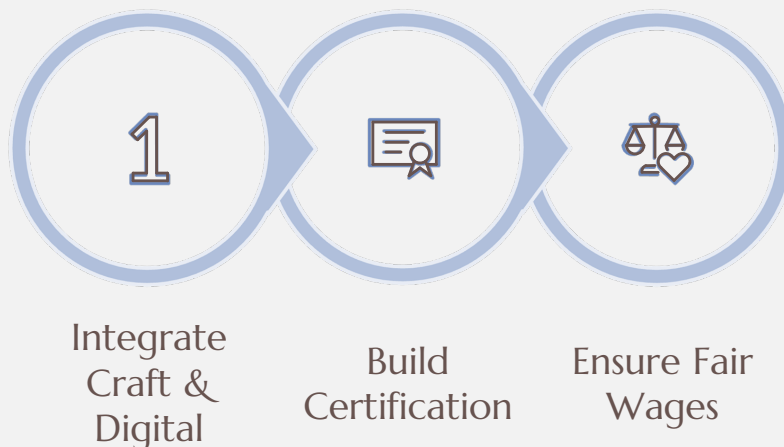 1
Integrate
Craft &
Digital
Build
Certification
Ensure Fair
Wages